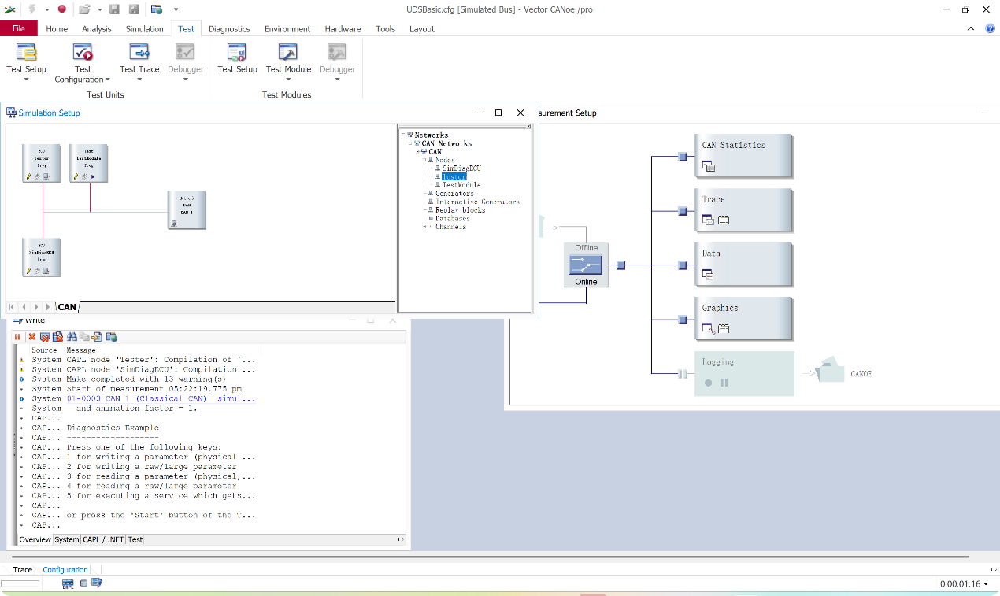 UDSBasic.cfg [Simulated Bus] - Vector CANoe /pro
File Home Analysis Simulation Test Diagnostics Environment Hardware Tools Layout
Test Setup
Test Configuration
Test Trace
Debugger
Test Setup
Test Module
Debugger
Test Units
Test Modules
Simulation Setup
ECU
Tester
Prog
Test
TestModule
Prog
Network
CAN
CAN 1
ECU
SimDiagECU
Prog
CAN
Networks
CAN Networks
CAN
Nodes
SimDiagECU
Tester
TestModule
Generators
Interactive Generators
Replay blocks
Databases
Channels
surement Setup
Offline
Online
CAN Statistics
Trace
Data
Graphics
Logging
CANOE
Write
Source Message
System CAPL node 'Tester': Compilation of '...
System CAPL node 'SimDiagECU': Compilation ...
System Make completed with 13 warning(s)
System Start of measurement 05:22:19.775 pm
System 01-0003 CAN 1 (Classical CAN) simul...
System and animation factor = 1.
CAP...
CAP... Diagnostics Example
CAP... ------------------
CAP... Press one of the following keys:
CAP... 1 for writing a parameter (physical ...
CAP... 2 for writing a raw/large parameter
CAP... 3 for reading a parameter (physical,...
CAP... 4 for reading a raw/large parameter
CAP... 5 for executing a service which gets...
CAP...
CAP... or press the 'Start' button of the T...
CAP...
Overview System CAPL / .NET Test
Trace Configuration
CAPL
0:00:01:16